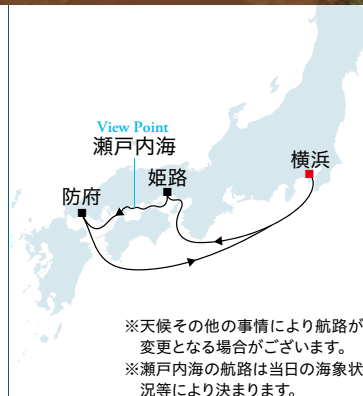 View Point
瀬戸内海
横浜
姫路
防府
※天候その他の事情により航路が
変更となる場合がございます。
※瀬戸内海の航路は当日の海象状
況等により決まります。